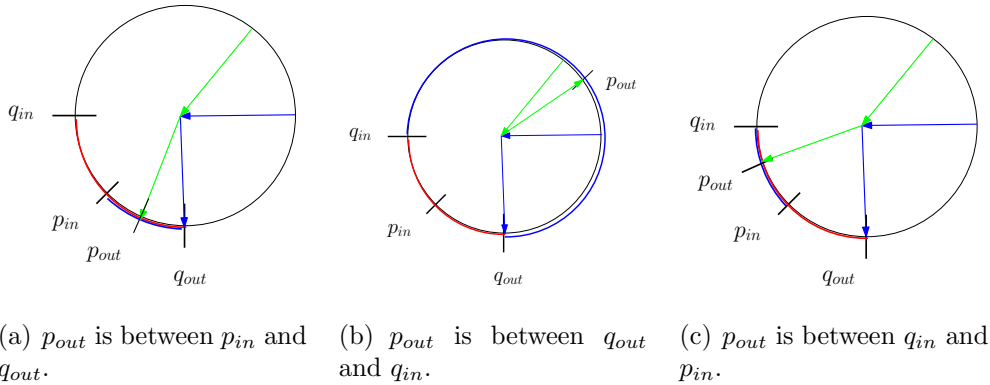 q_in
p_in
p_out
q_out
q_in
p_in
q_out
p_out
q_in
p_out
p_in
q_out
(a) p_out is between p_in and
q_out.
(b) p_out is between q_out
and q_in.
(c) p_out is between q_in and
p_in.